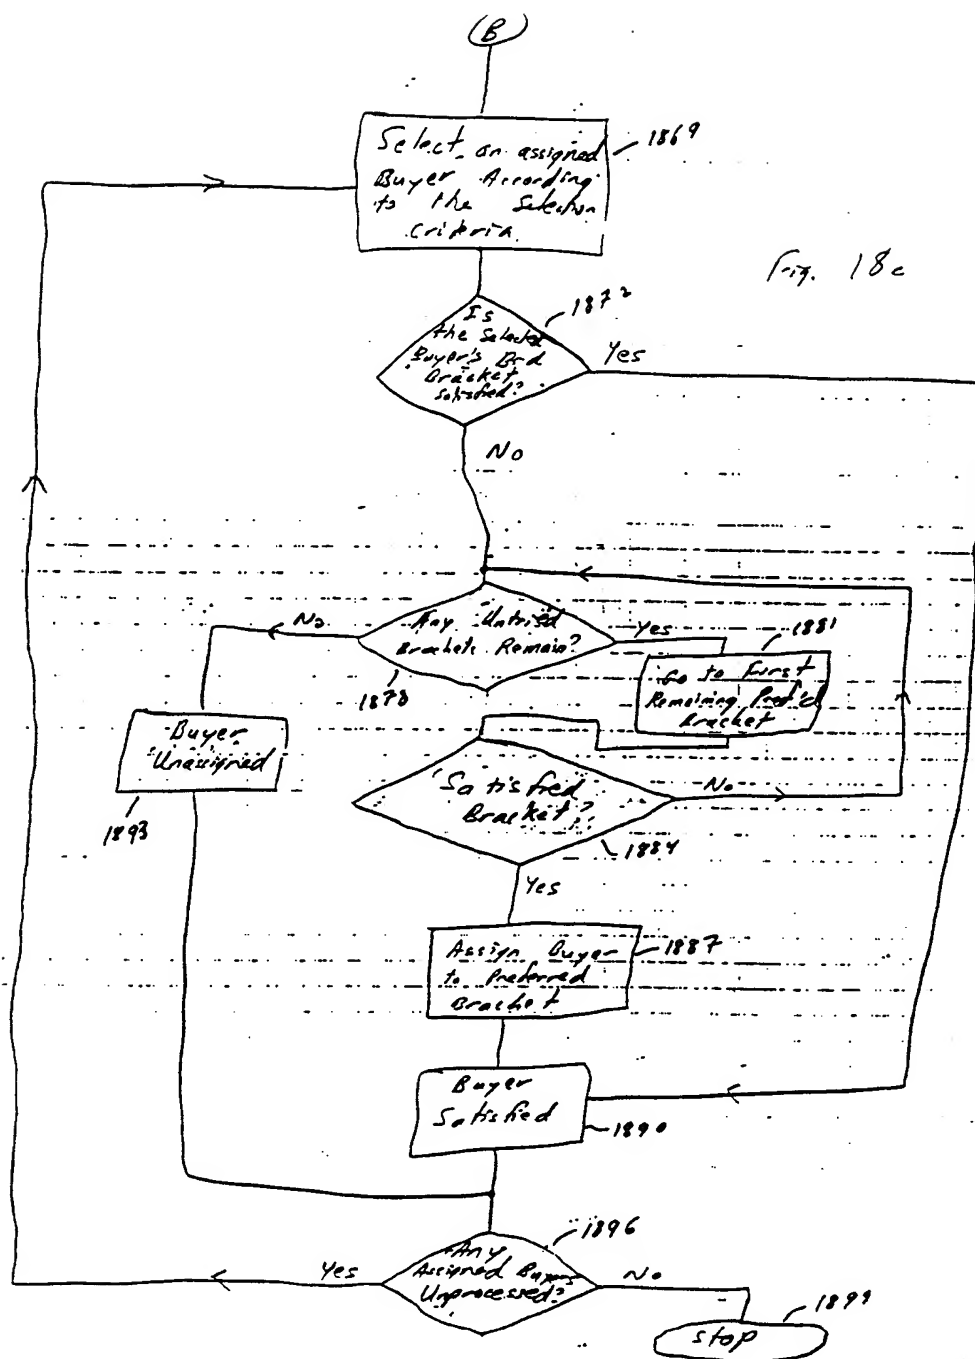 B
Select an assigned
Buyer According
to the Selection
Criteria
1869
Fig. 18c
Is
the Selected
Buyer's Bid
Bracket
Satisfied?
1872
Yes
No
Any Untried
Brackets Remain?
1878
No
Yes
1881
Go to First
Remaining Pref'd
Bracket
Buyer
Unassigned
1893
Satisfied
Bracket?
1884
No
Yes
Assign Buyer
to Preferred
Bracket
1887
Buyer
Satisfied
1890
Any
Assigned Buyers
Unprocessed?
1896
Yes
No
1899
Stop